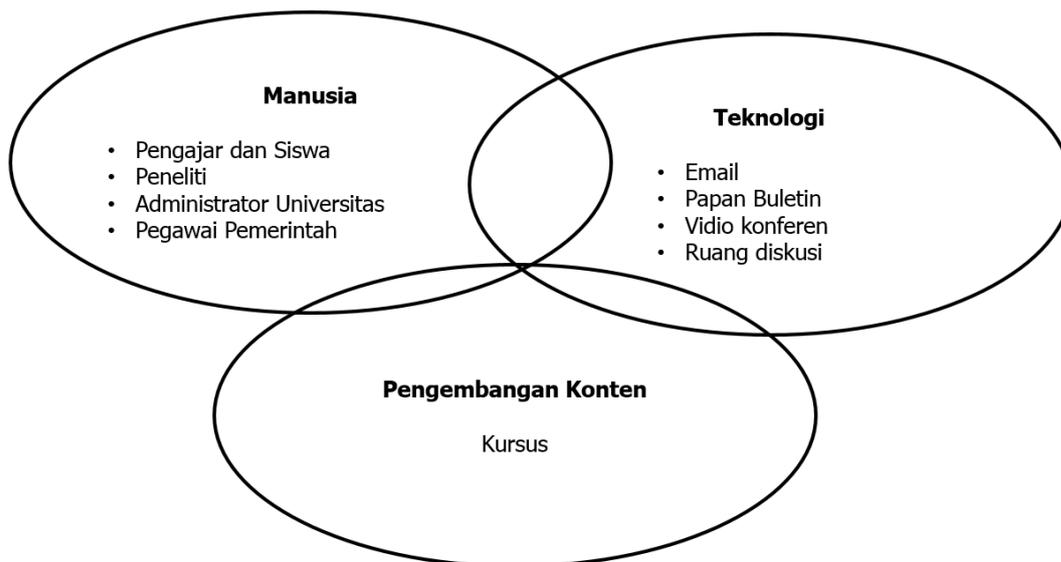 Manusia
• Pengajar dan Siswa
• Peneliti
• Administrator Universitas
• Pegawai Pemerintah
Teknologi
• Email
• Papan Buletin
• Vidio konferen
• Ruang diskusi
Pengembangan Konten
Kursus